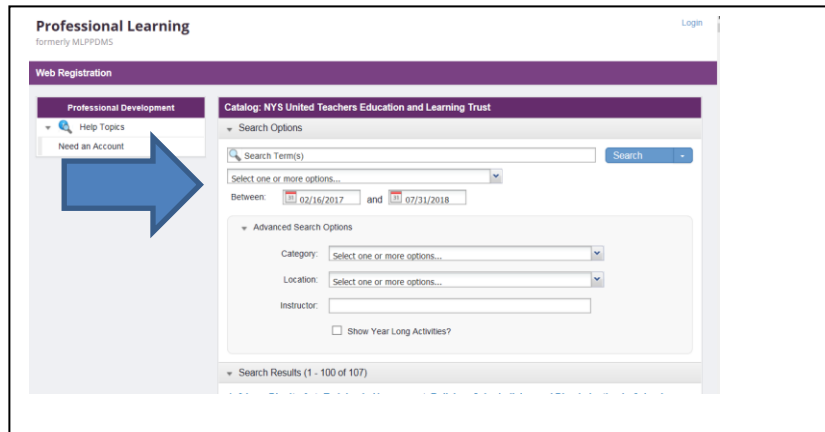 Professional Learning
Login
formerly MLPPDMS
Web Registration
Professional Development
Help Topics
Need an Account
Catalog: NYS United Teachers Education and Learning Trust
Search Options
Search Term(s)
Search
Select one or more options...
Between: 02/16/2017 and 07/31/2018
Advanced Search Options
Category: Select one or more options...
Location: Select one or more options...
Instructor:
Show Year Long Activities?
Search Results (1 - 100 of 107)